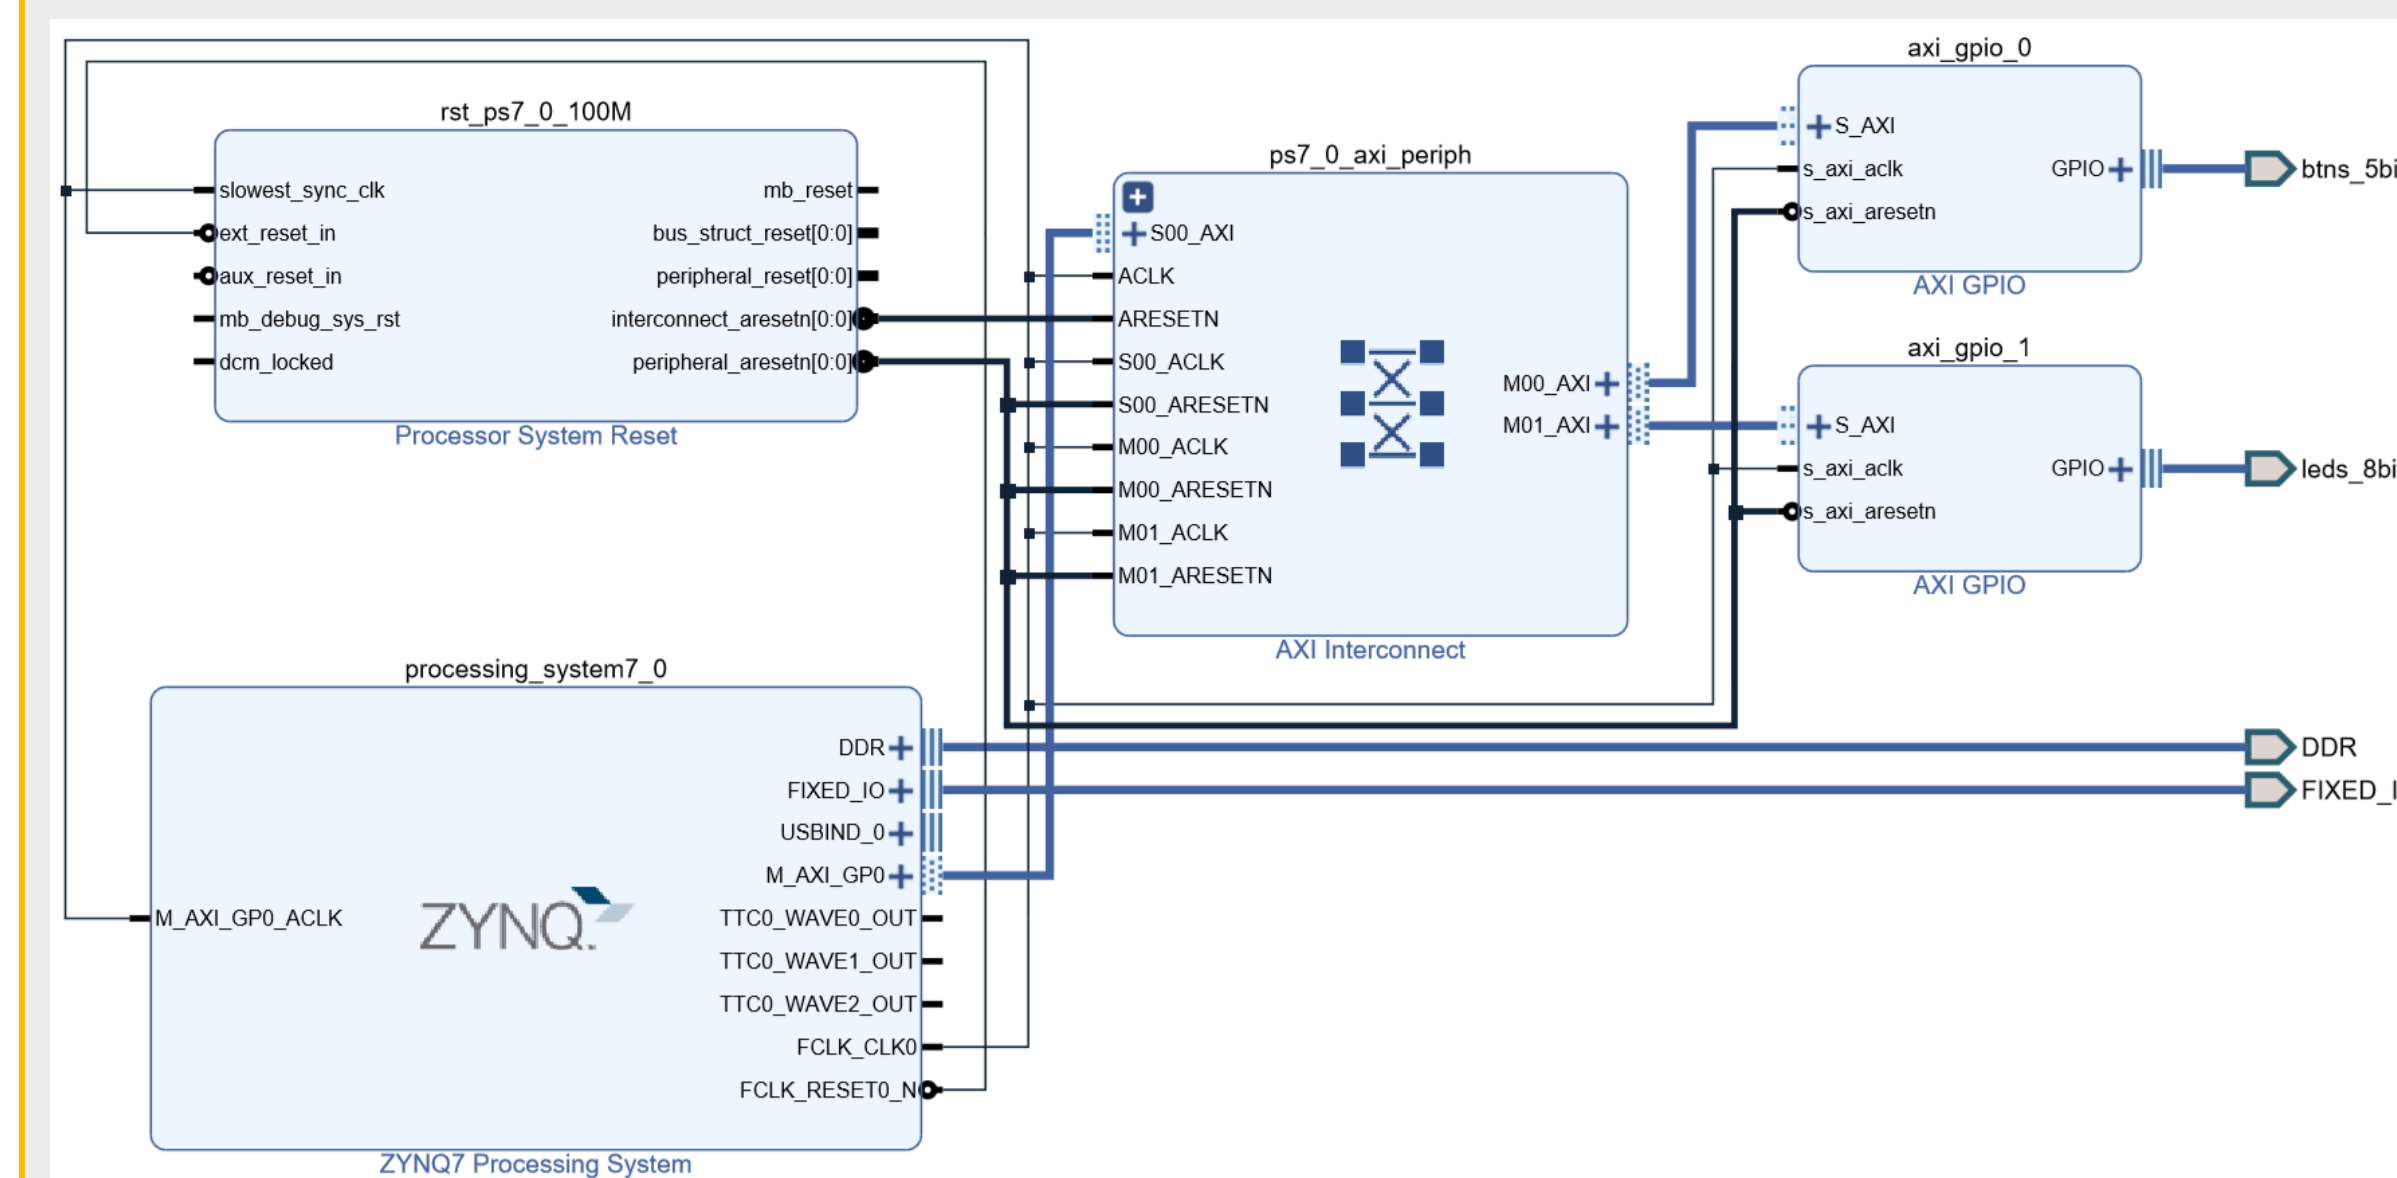 rst_ps7_0_100M
slowest_sync_clk
ext_reset_in
aux_reset_in
mb_debug_sys_rst
dcm_locked
mb_reset
bus_struct_reset[0:0]
peripheral_reset[0:0]
interconnect_aresetn[0:0]
peripheral_aresetn[0:0]
Processor System Reset
processing_system7_0
M_AXI_GP0_ACLK
ZYNQ.
DDR
FIXED_IO
USBIND_0
M_AXI_GP0
TTC0_WAVE0_OUT
TTC0_WAVE1_OUT
TTC0_WAVE2_OUT
FCLK_CLK0
FCLK_RESET0_N
ZYNQ7 Processing System
ps7_0_axi_periph
S00_AXI
ACLK
ARESETN
S00_ACLK
S00_ARESETN
M00_ACLK
M00_ARESETN
M01_ACLK
M01_ARESETN
M00_AXI
M01_AXI
AXI Interconnect
axi_gpio_0
S_AXI
s_axi_aclk
s_axi_aresetn
GPIO
AXI GPIO
axi_gpio_1
S_AXI
s_axi_aclk
s_axi_aresetn
GPIO
AXI GPIO
btns_5bi
leds_8bi
DDR
FIXED_I